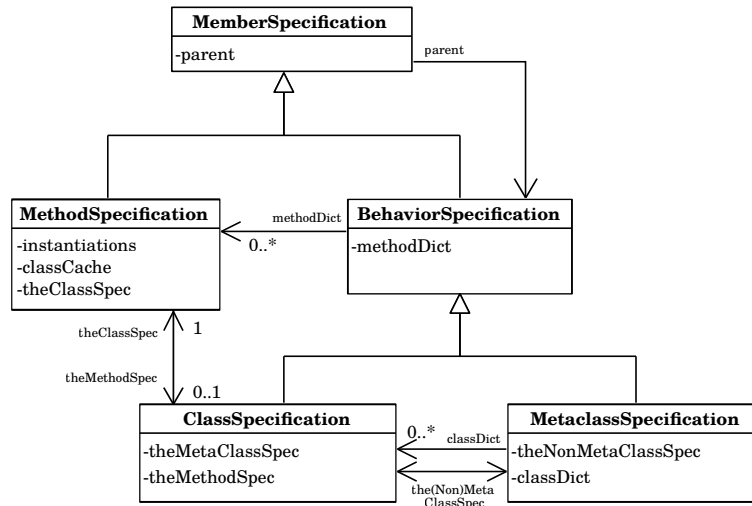 MemberSpecification
-parent
parent
MethodSpecification
-instantiations
-classCache
-theClassSpec
methodDict
0..*
BehaviorSpecification
-methodDict
theClassSpec
1
theMethodSpec
0..1
ClassSpecification
-theMetaClassSpec
-theMethodSpec
0..*
classDict
the(Non)Meta
ClassSpec
MetaclassSpecification
-theNonMetaClassSpec
-classDict